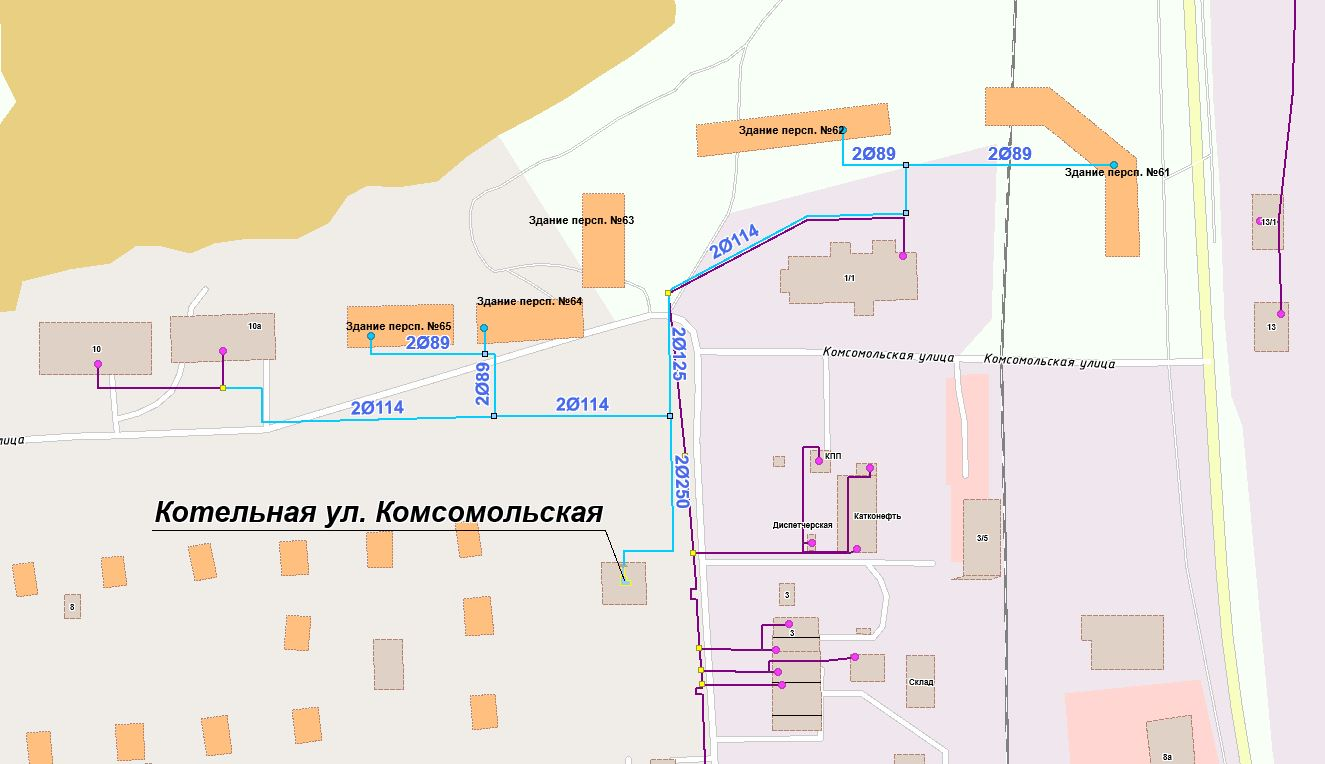 Здание персп. №62
2Ø89
2Ø89
Здание персп. №61
Здание персп. №63
13/1
2Ø114
1/1
Здание персп. №64
10а
Здание персп. №65
13
10
2Ø89
2Ø125
Комсомольская улица
Комсомольская улица
2Ø89
2Ø114
2Ø114
лица
КПП
2Ø250
Котельная ул. Комсомольская
Диспетчерская
Катконефть
3/5
8
3
3
Склад
8а